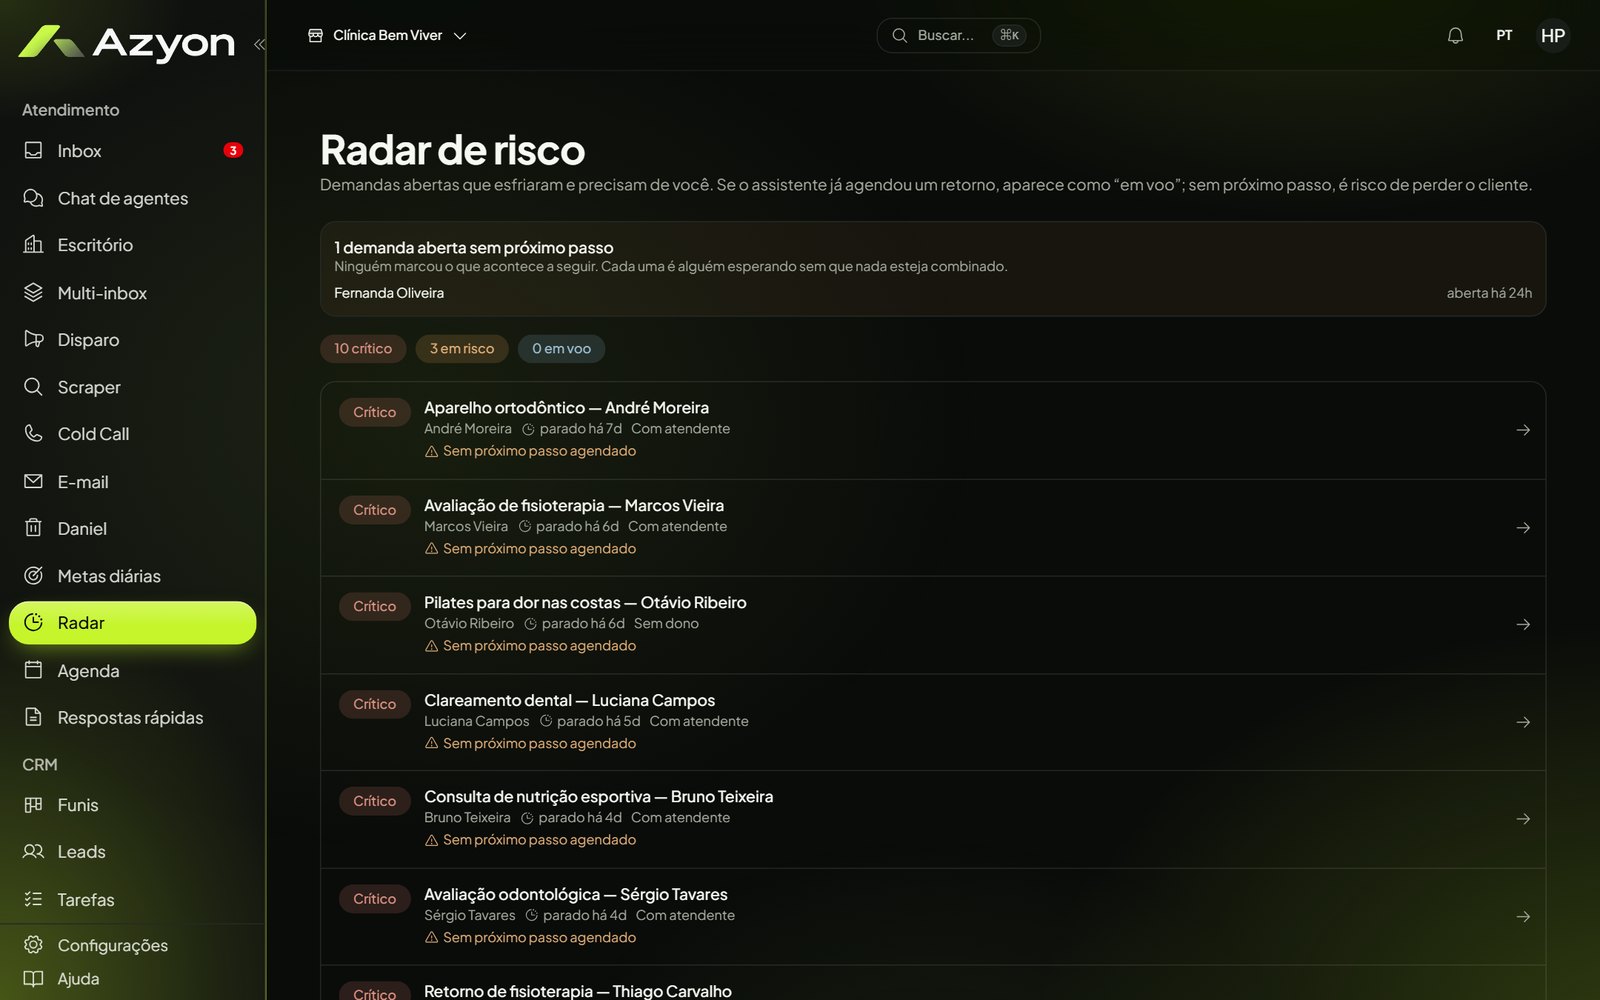 Azyon
Clínica Bem Viver
Buscar...
⌘K
PT
HP
Atendimento
Inbox
3
Chat de agentes
Escritório
Multi-inbox
Disparo
Scraper
Cold Call
E-mail
Daniel
Metas diárias
Radar
Agenda
Respostas rápidas
CRM
Funis
Leads
Tarefas
Configurações
Ajuda
Radar de risco
Demandas abertas que esfriaram e precisam de você. Se o assistente já agendou um retorno, aparece como “em voo”; sem próximo passo, é risco de perder o cliente.
1 demanda aberta sem próximo passo
Ninguém marcou o que acontece a seguir. Cada uma é alguém esperando sem que nada esteja combinado.
Fernanda Oliveira
aberta há 24h
10 crítico
3 em risco
0 em voo
Crítico
Aparelho ortodôntico — André Moreira
André Moreira parado há 7d Com atendente
Sem próximo passo agendado
Crítico
Avaliação de fisioterapia — Marcos Vieira
Marcos Vieira parado há 6d Com atendente
Sem próximo passo agendado
Crítico
Pilates para dor nas costas — Otávio Ribeiro
Otávio Ribeiro parado há 6d Sem dono
Sem próximo passo agendado
Crítico
Clareamento dental — Luciana Campos
Luciana Campos parado há 5d Com atendente
Sem próximo passo agendado
Crítico
Consulta de nutrição esportiva — Bruno Teixeira
Bruno Teixeira parado há 4d Com atendente
Sem próximo passo agendado
Crítico
Avaliação odontológica — Sérgio Tavares
Sérgio Tavares parado há 4d Com atendente
Sem próximo passo agendado
Crítico
Retorno de fisioterapia — Thiago Carvalho